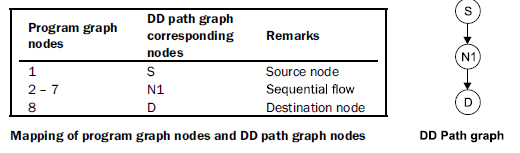 Program graph nodes DD path graph corresponding nodes Remarks
1 S Source node
2 – 7 N1 Sequential flow
8 D Destination node
Mapping of program graph nodes and DD path graph nodes
S
N1
D
DD Path graph